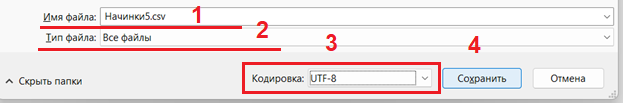 1
Имя файла: Начинки5.csv
2
Тип файла: Все файлы
3 4
Скрыть папки Кодировка: UTF-8 Сохранить Отмена